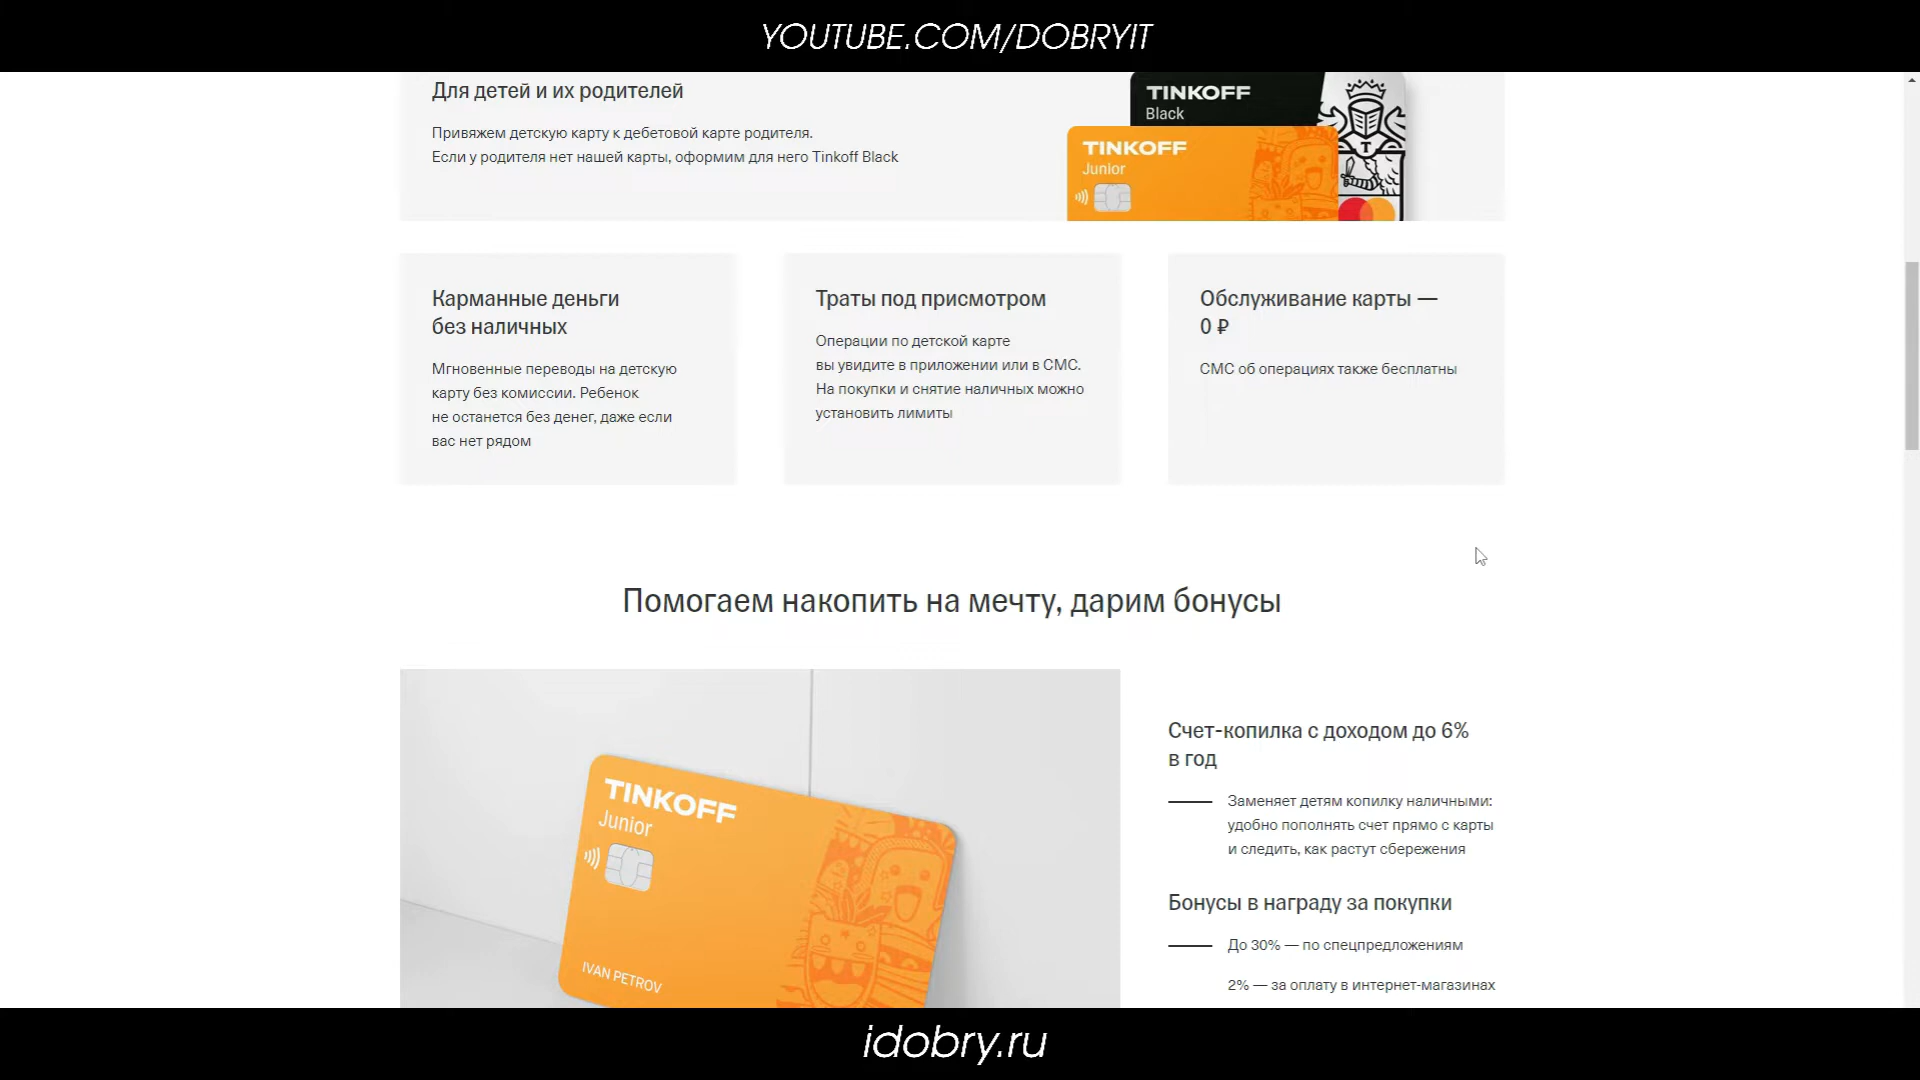 YOUTUBE.COM/DOBRYIT
Для детей и их родителей
Привяжем детскую карту к дебетовой карте родителя.
Если у родителя нет нашей карты, оформим для него Tinkoff Black
TINKOFF
Black
T
TINKOFF
Junior
Карманные деньги
без наличных
Мгновенные переводы на детскую
карту без комиссии. Ребенок
не останется без денег, даже если
вас нет рядом
Траты под присмотром
Операции по детской карте
вы увидите в приложении или в СМС.
На покупки и снятие наличных можно
установить лимиты
Обслуживание карты —
0 ₽
СМС об операциях также бесплатны
Помогаем накопить на мечту, дарим бонусы
TINKOFF
Junior
IVAN PETROV
Счет-копилка с доходом до 6%
в год
Заменяет детям копилку наличными:
удобно пополнять счет прямо с карты
и следить, как растут сбережения
Бонусы в награду за покупки
До 30% — по спецпредложениям
2% — за оплату в интернет-магазинах
idobry.ru